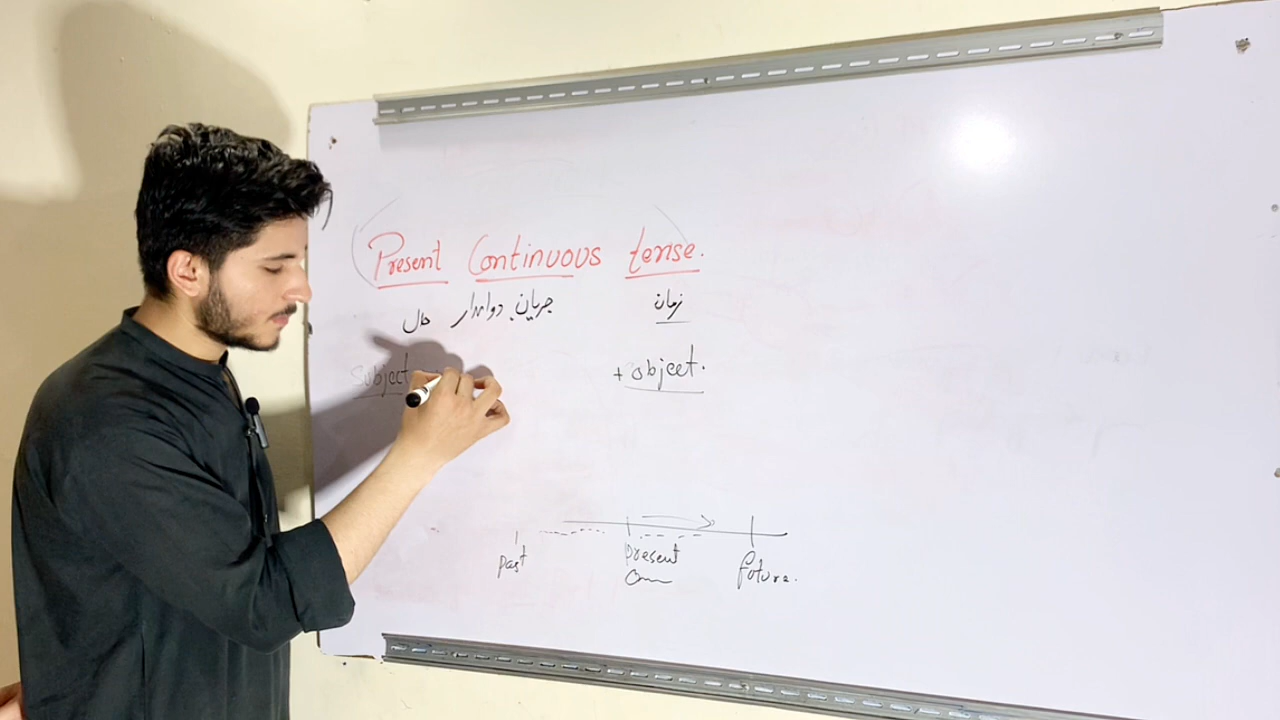 Present Continuous tense.
حال جریان دوامدار زمان
Subject + object.
past present future.